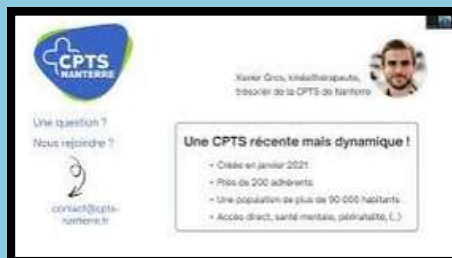 CPTS
NANTERRE
Xavier Gros, kinésithérapeute,
trésorier de la CPTS de Nanterre
Une question ?
Nous rejoindre ?
contact@cpts-
nanterre.fr
Une CPTS récente mais dynamique !
- Créée en janvier 2021
- Près de 200 adhérents
- Une population de plus de 90 000 habitants
- Accès direct, santé mentale, périnatalité, (...)